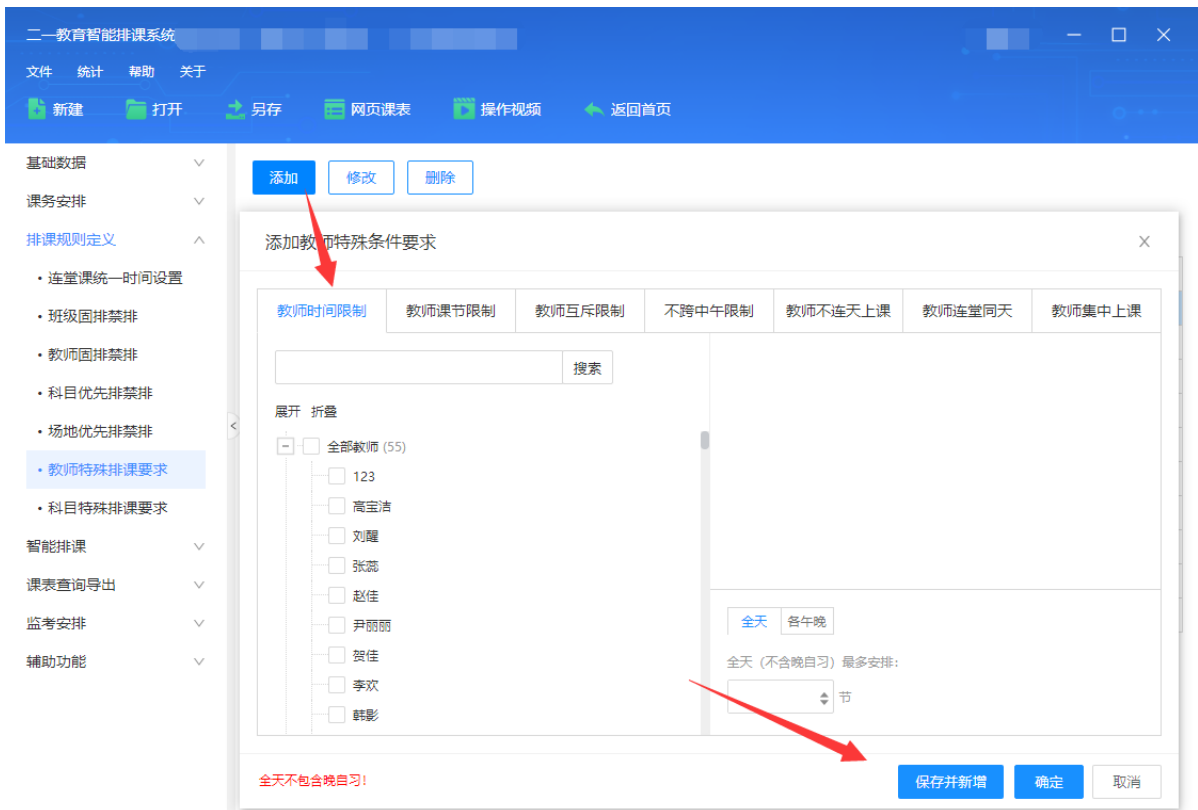 二一教育智能排课系统
文件 统计 帮助 关于
新建 打开 另存 网页课表 操作视频 返回首页
基础数据
课务安排
排课规则定义
• 连堂课统一时间设置
• 班级固排禁排
• 教师固排禁排
• 科目优先排禁排
• 场地优先排禁排
• 教师特殊排课要求
• 科目特殊排课要求
智能排课
课表查询导出
监考安排
辅助功能
添加 修改 删除
添加教师特殊条件要求
教师时间限制 教师课节限制 教师互斥限制 不跨中午限制 教师不连天上课 教师连堂同天 教师集中上课
搜索
展开 折叠
全部教师 (55)
123
高宝洁
刘醒
张蕊
赵佳
尹丽丽
贺佳
李欢
韩影
全天 各午晚
全天（不含晚自习）最多安排:
节
全天不包含晚自习!
保存并新增 确定 取消